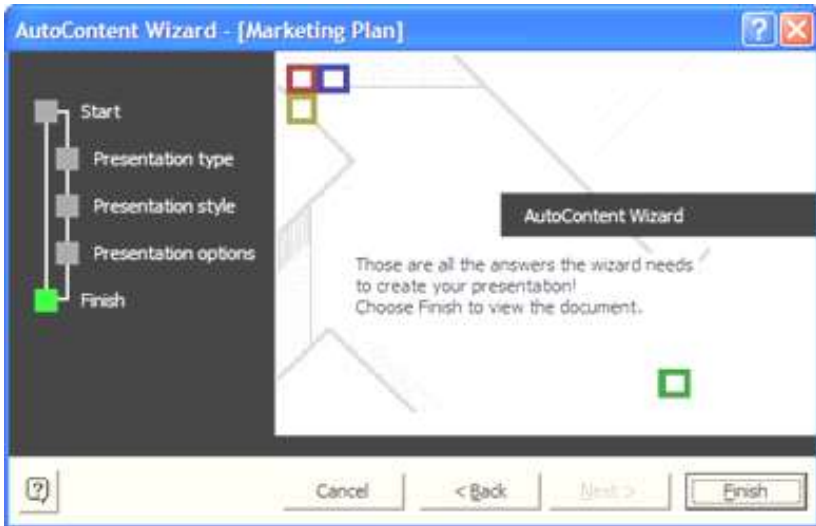 AutoContent Wizard - [Marketing Plan]
?
Start
Presentation type
Presentation style
Presentation options
Finish
AutoContent Wizard
Those are all the answers the wizard needs
to create your presentation!
Choose Finish to view the document.
?
Cancel
< Back
Next >
Finish